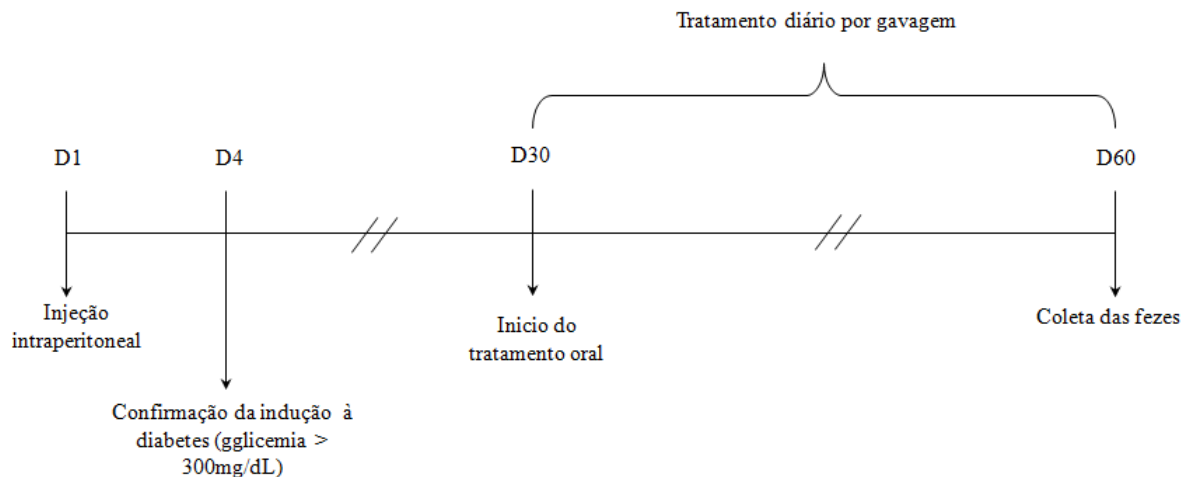 Tratamento diário por gavagem
D1
D4
D30
D60
Injeção
intraperitoneal
Inicio do
tratamento oral
Coleta das fezes
Confirmação da indução à
diabetes (gglicemia >
300mg/dL)